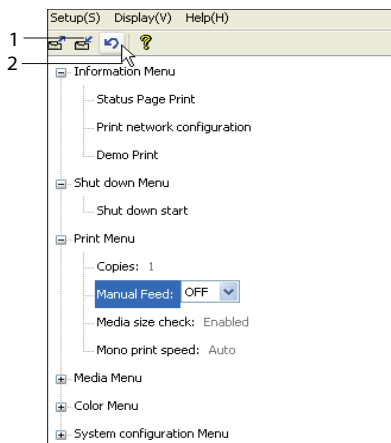 Setup(S) Display(V) Help(H)
1
2
Information Menu
Status Page Print
Print network configuration
Demo Print
Shut down Menu
Shut down start
Print Menu
Copies: 1
Manual Feed: OFF
Media size check: Enabled
Mono print speed: Auto
Media Menu
Color Menu
System configuration Menu